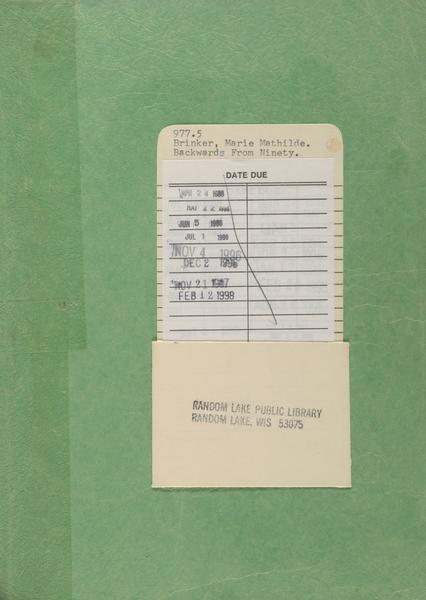 977.5
Brinker, Marie Mathilde.
Backwards From Ninety.
DATE DUE
JUN 5 1996
JUL 1 1996
NOV 4 1996
DEC 2 1996
NOV 21 1997
FEB 12 1998
RANDOM LAKE PUBLIC LIBRARY
RANDOM LAKE, WIS 53075